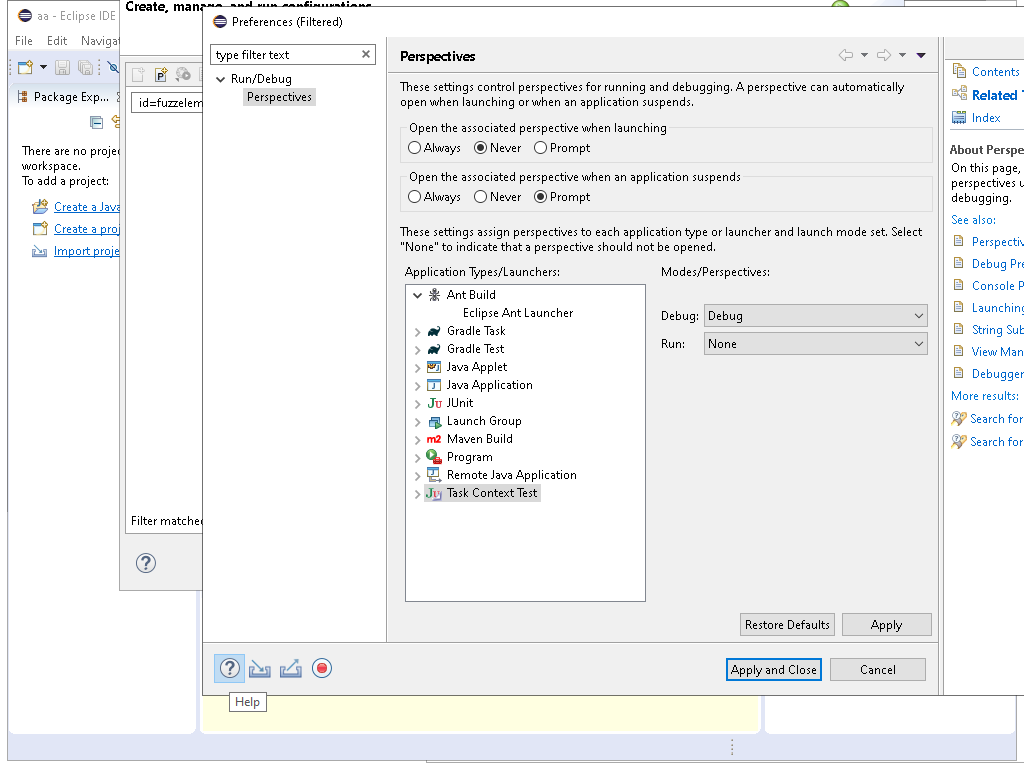 Create, manage, and run configurations
aa - Eclipse IDE
File Edit Navigat
Package Exp...
There are no proje
workspace.
To add a project:
Create a Java
Create a proj
Import proje
id=fuzzelem
Filter matched
Preferences (Filtered)
type filter text
Run/Debug
Perspectives
Perspectives
These settings control perspectives for running and debugging. A perspective can automatically
open when launching or when an application suspends.
Open the associated perspective when launching
Always Never Prompt
Open the associated perspective when an application suspends
Always Never Prompt
These settings assign perspectives to each application type or launcher and launch mode set. Select
"None" to indicate that a perspective should not be opened.
Application Types/Launchers:
Modes/Perspectives:
Ant Build
Eclipse Ant Launcher
Gradle Task
Gradle Test
Java Applet
Java Application
JUnit
Launch Group
Maven Build
Program
Remote Java Application
Task Context Test
Debug: Debug
Run: None
Restore Defaults Apply
Apply and Close Cancel
Help
Contents
Related T
Index
About Perspe
On this page,
perspectives u
debugging.
See also:
Perspectiv
Debug Pre
Console P
Launching
String Sub
View Man
Debugger
More results:
Search for
Search for